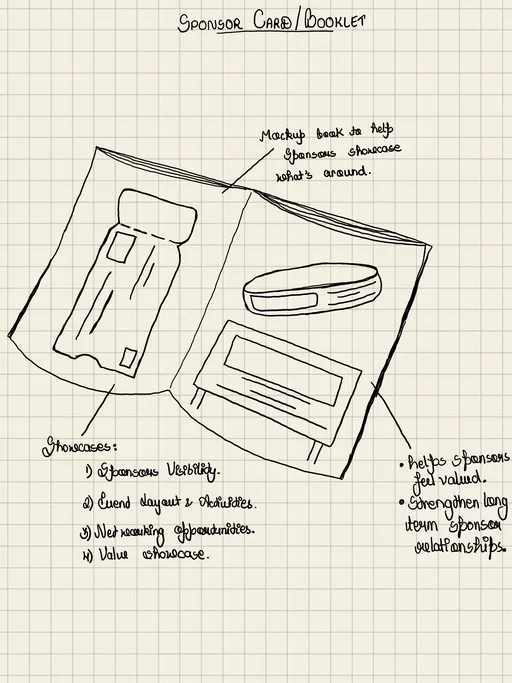 SPONSOR CARD/BOOKLET
Mockup book to help
Sponsors showcase
what's around.
Showcases:
1) Sponsors Visibility.
2) Event Layout & Activities.
3) Networking opportunities.
4) Value showcase.
• helps sponsors
feel valued.
• Strengthen long
term sponsor
relationships.